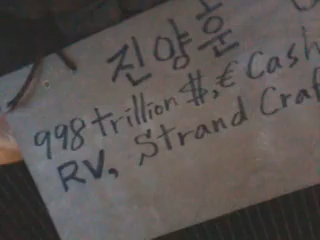 진양훈
998 trillion $,€ Cash
RV, Strand Craf